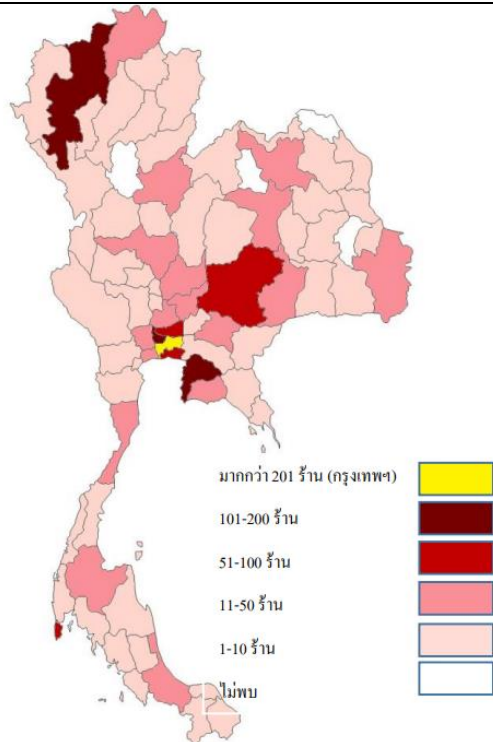 มากกว่า 201 ร้าน (กรุงเทพฯ)
101-200 ร้าน
51-100 ร้าน
11-50 ร้าน
1-10 ร้าน
ไม่พบ